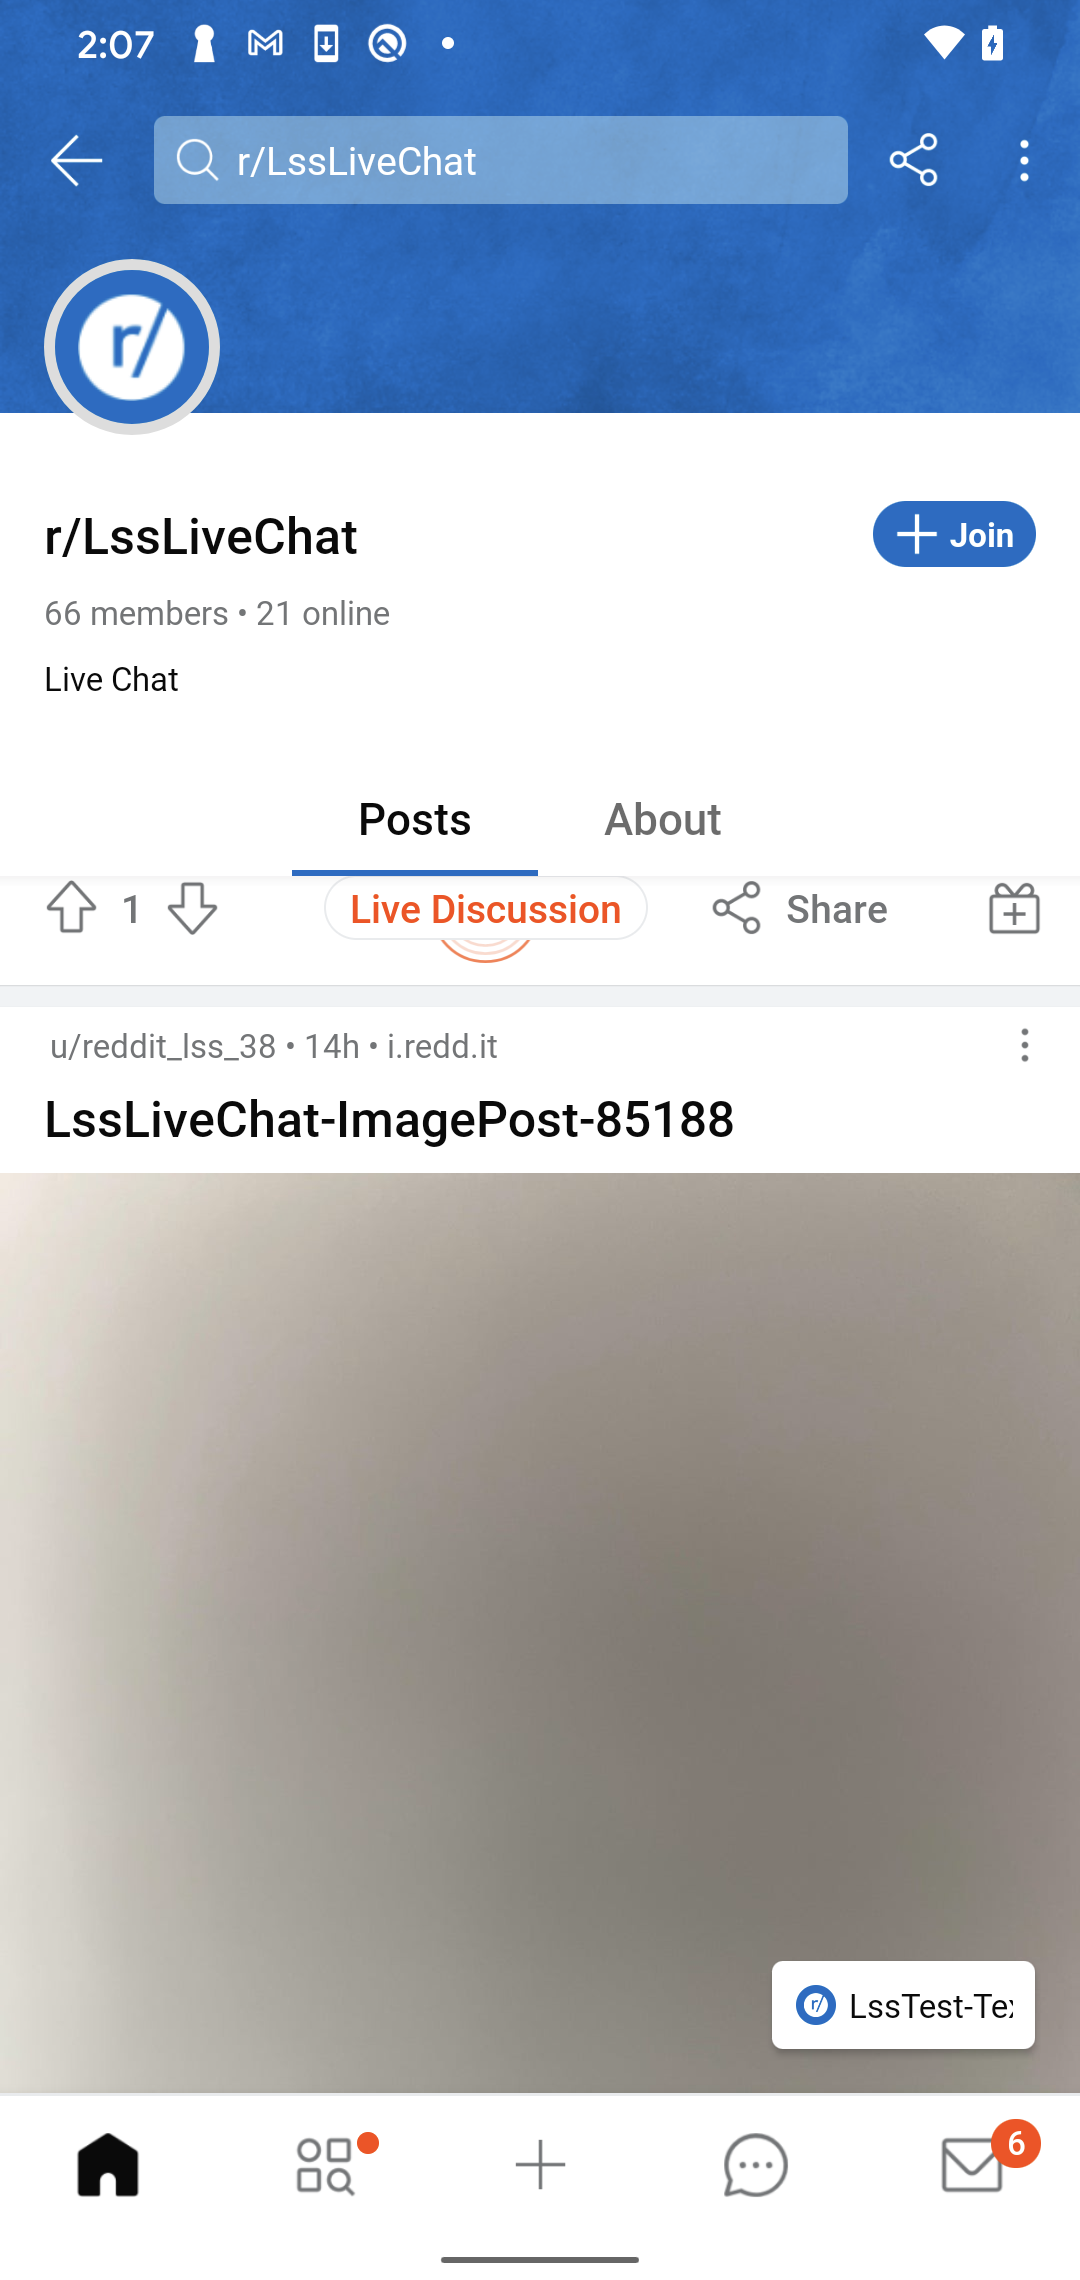 2:07
r/LssLiveChat
r/
r/LssLiveChat
Join
66 members • 21 online
Live Chat
Posts
About
1
Live Discussion
Share
u/reddit_lss_38 • 14h • i.redd.it
LssLiveChat-ImagePost-85188
r/ LssTest-Te
6